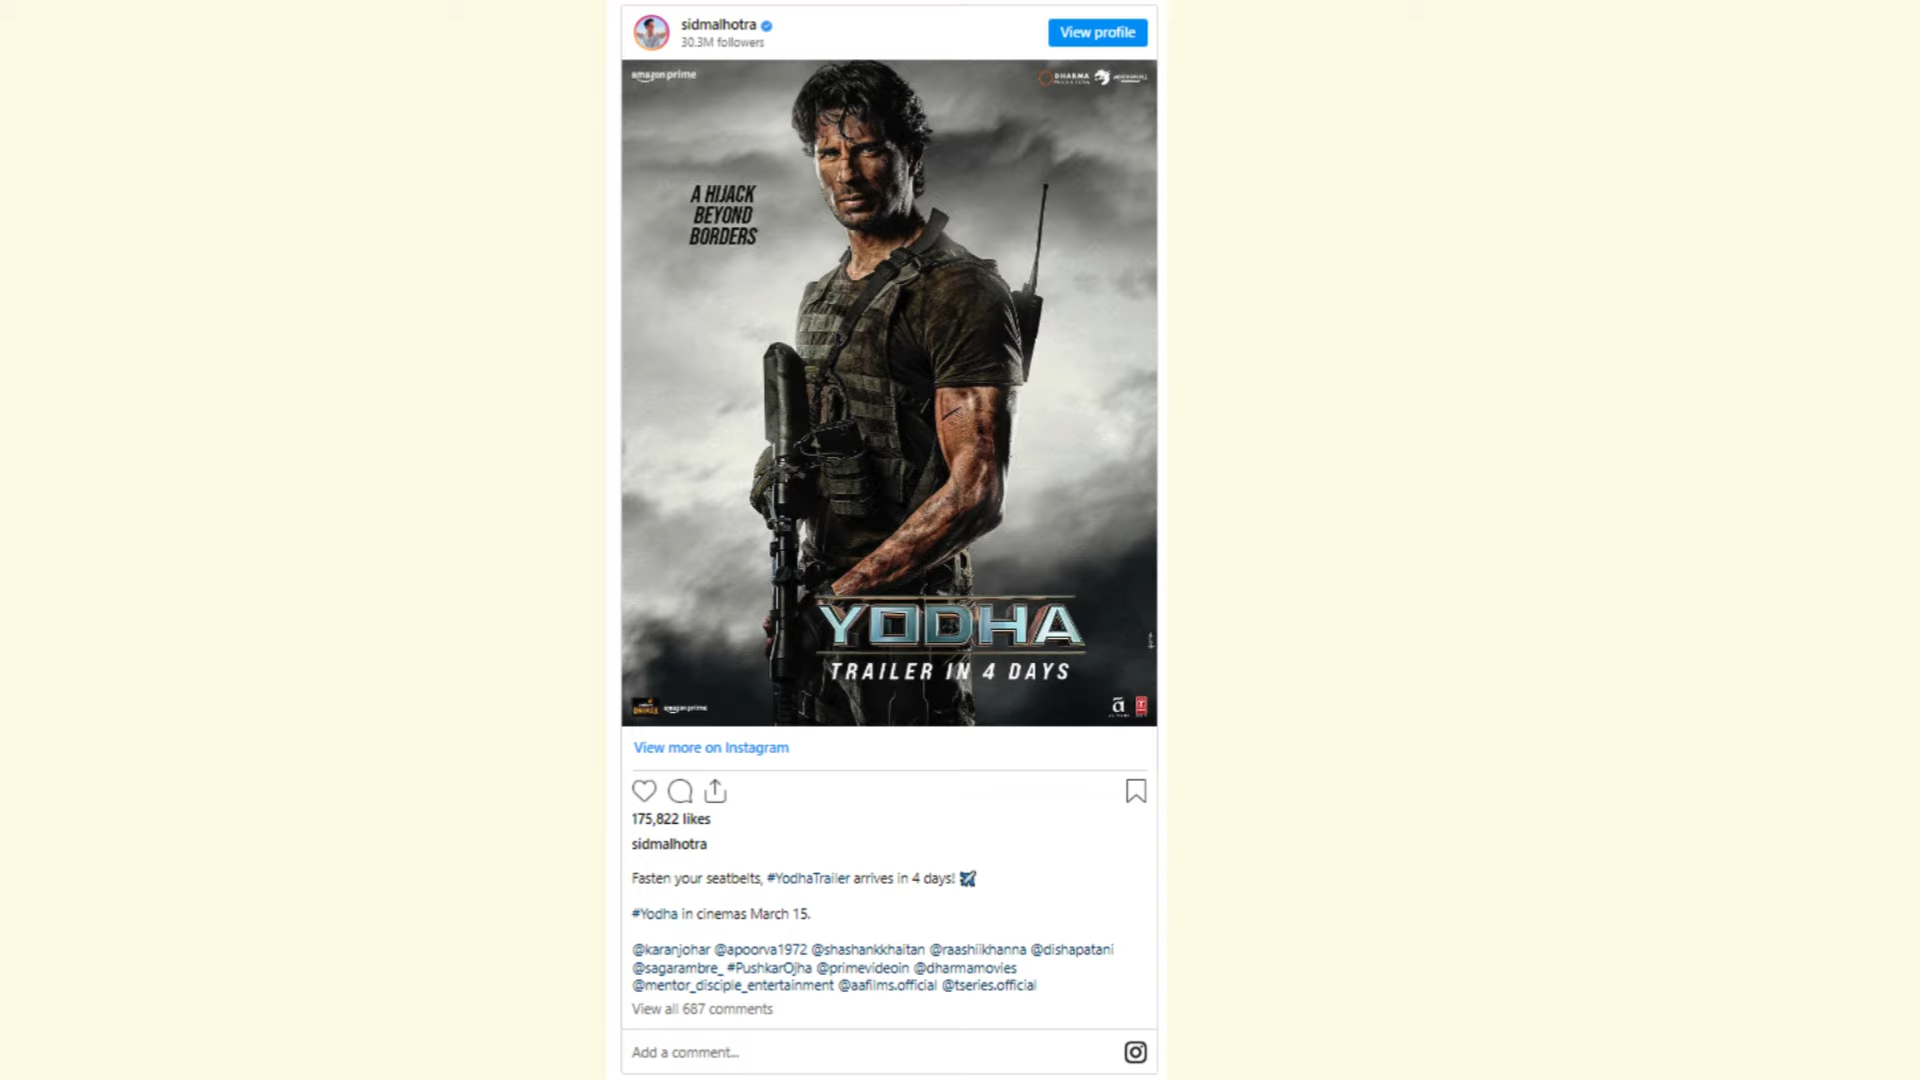 sidmalhotra
30.3M followers
View profile
amazon prime
DHARMA
A HIJACK
BEYOND
BORDERS
YODHA
TRAILER IN 4 DAYS
amazon prime
View more on Instagram
175,822 likes
sidmalhotra
Fasten your seatbelts, #YodhaTrailer arrives in 4 days!
#Yodha in cinemas March 15.
@karanjohar @apoorva1972 @shashankkhaitan @raashiikhanna @dishapatani
@sagarambre_ #PushkarOjha @primevideoin @dharmamovies
@mentor_disciple_entertainment @aafilms.official @tseries.official
View all 687 comments
Add a comment...